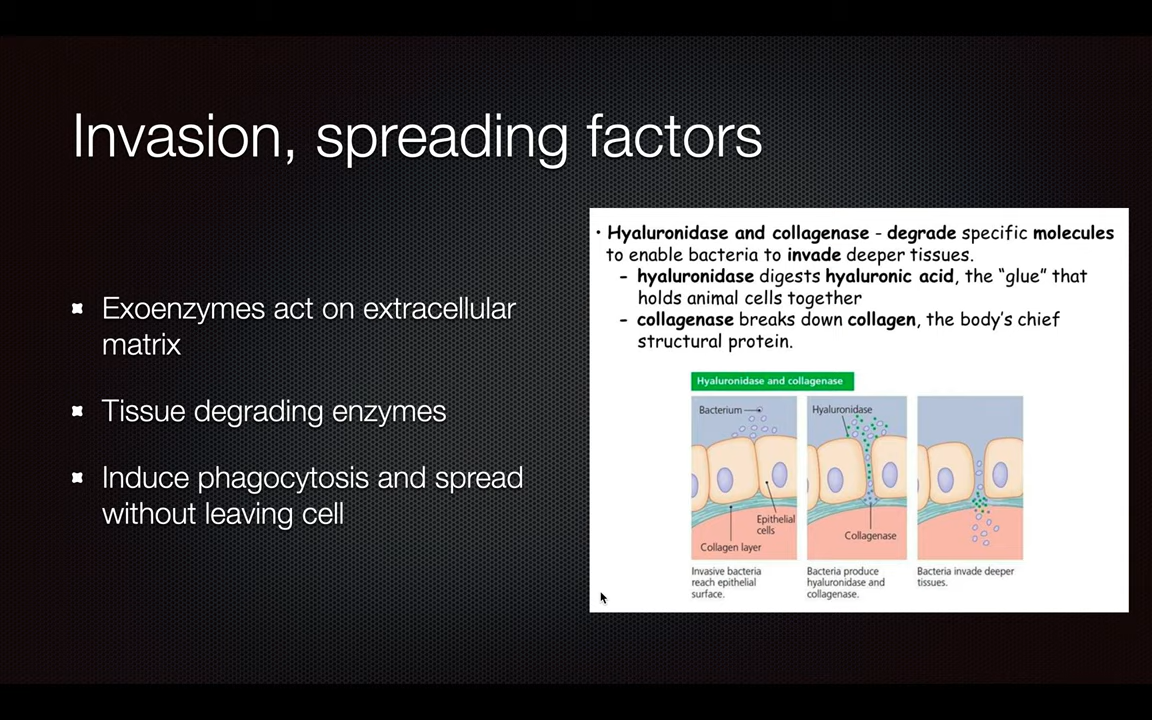 Invasion, spreading factors
Exoenzymes act on extracellular
matrix
Tissue degrading enzymes
Induce phagocytosis and spread
without leaving cell
• Hyaluronidase and collagenase - degrade specific molecules
to enable bacteria to invade deeper tissues.
- hyaluronidase digests hyaluronic acid, the “glue” that
holds animal cells together
- collagenase breaks down collagen, the body’s chief
structural protein.
Hyaluronidase and collagenase
Bacterium
Epithelial
cells
Collagen layer
Invasive bacteria
reach epithelial
surface.
Hyaluronidase
Collagenase
Bacteria produce
hyaluronidase and
collagenase.
Bacteria invade deeper
tissues.